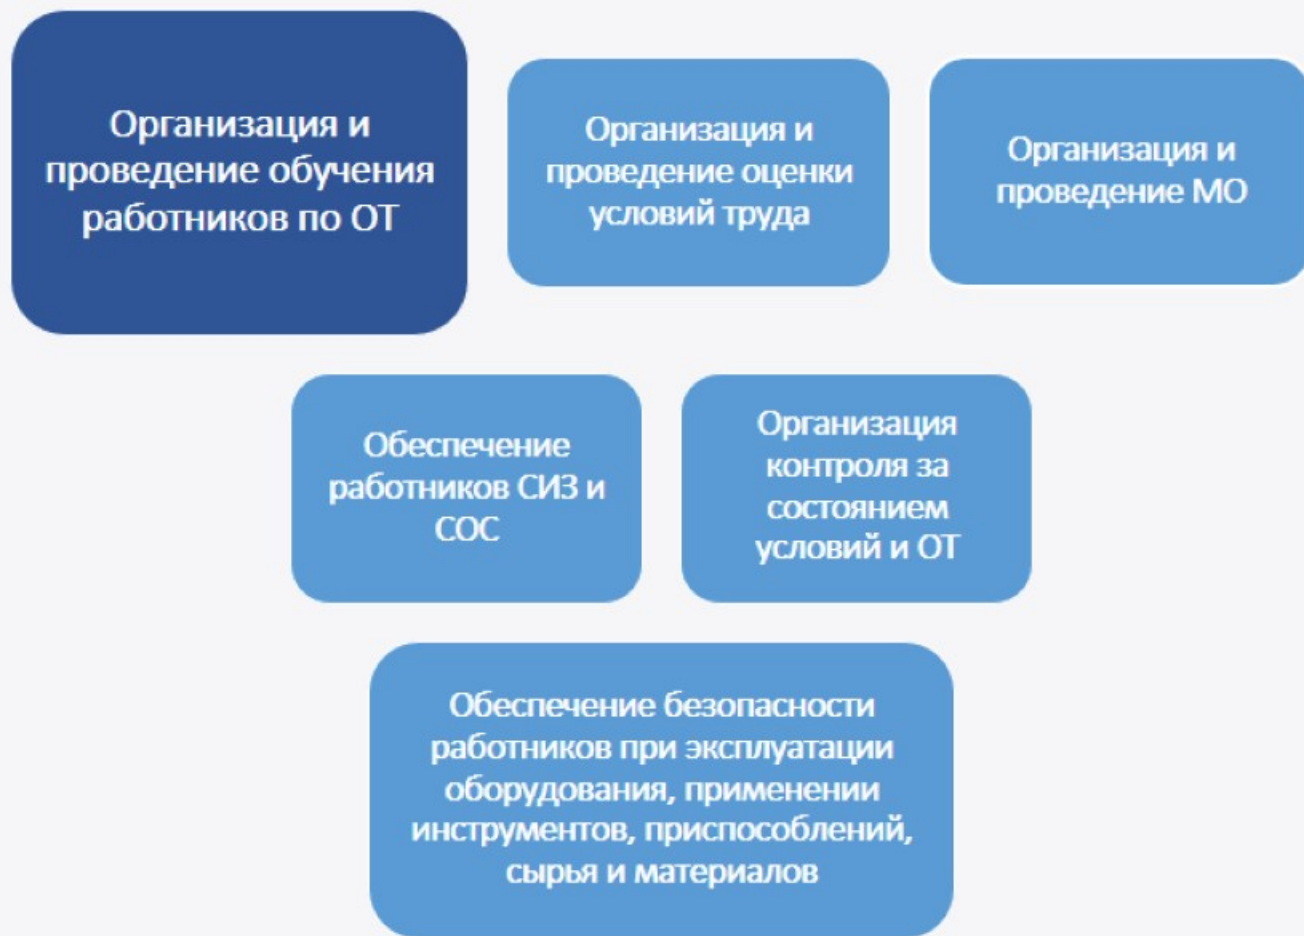 Организация и
проведение обучения
работников по ОТ
Организация и
проведение оценки
условий труда
Организация и
проведение МО
Обеспечение
работников СИЗ и
СОС
Организация
контроля за
состоянием
условий и ОТ
Обеспечение безопасности
работников при эксплуатации
оборудования, применении
инструментов, приспособлений,
сырья и материалов